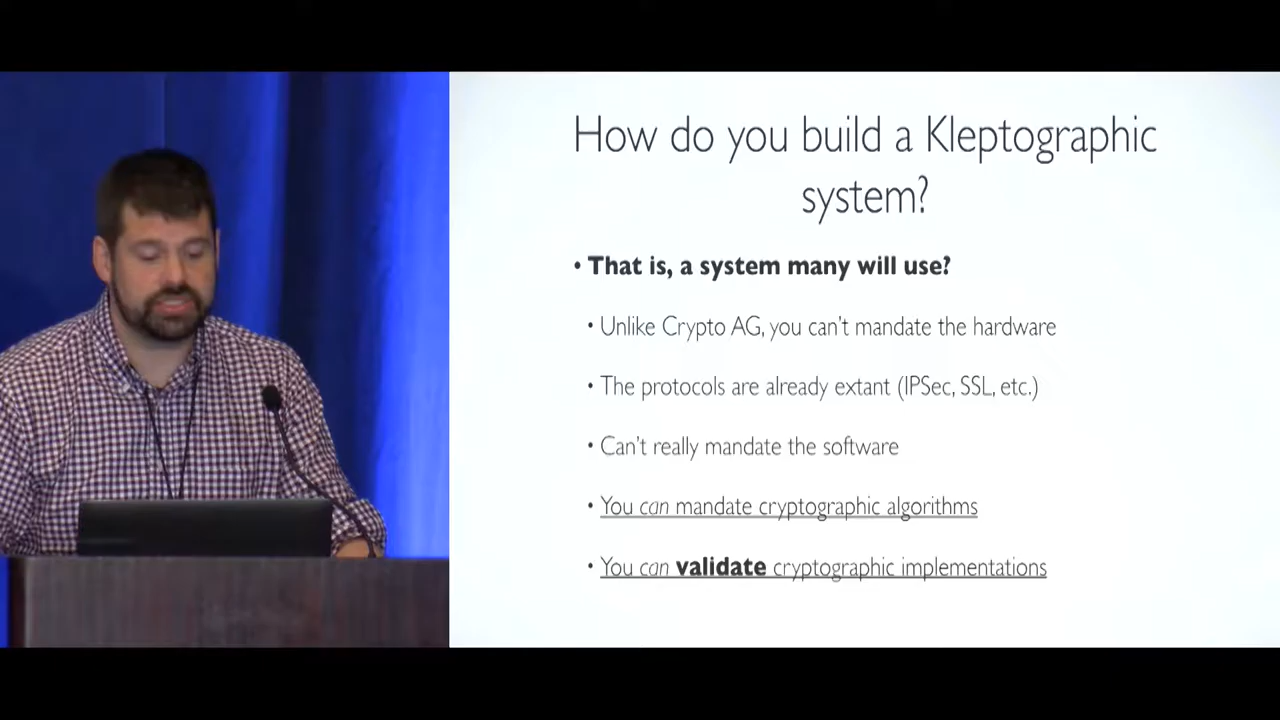 How do you build a Kleptographic
system?
• That is, a system many will use?
• Unlike Crypto AG, you can't mandate the hardware
• The protocols are already extant (IPSec, SSL, etc.)
• Can't really mandate the software
• You can mandate cryptographic algorithms
• You can validate cryptographic implementations